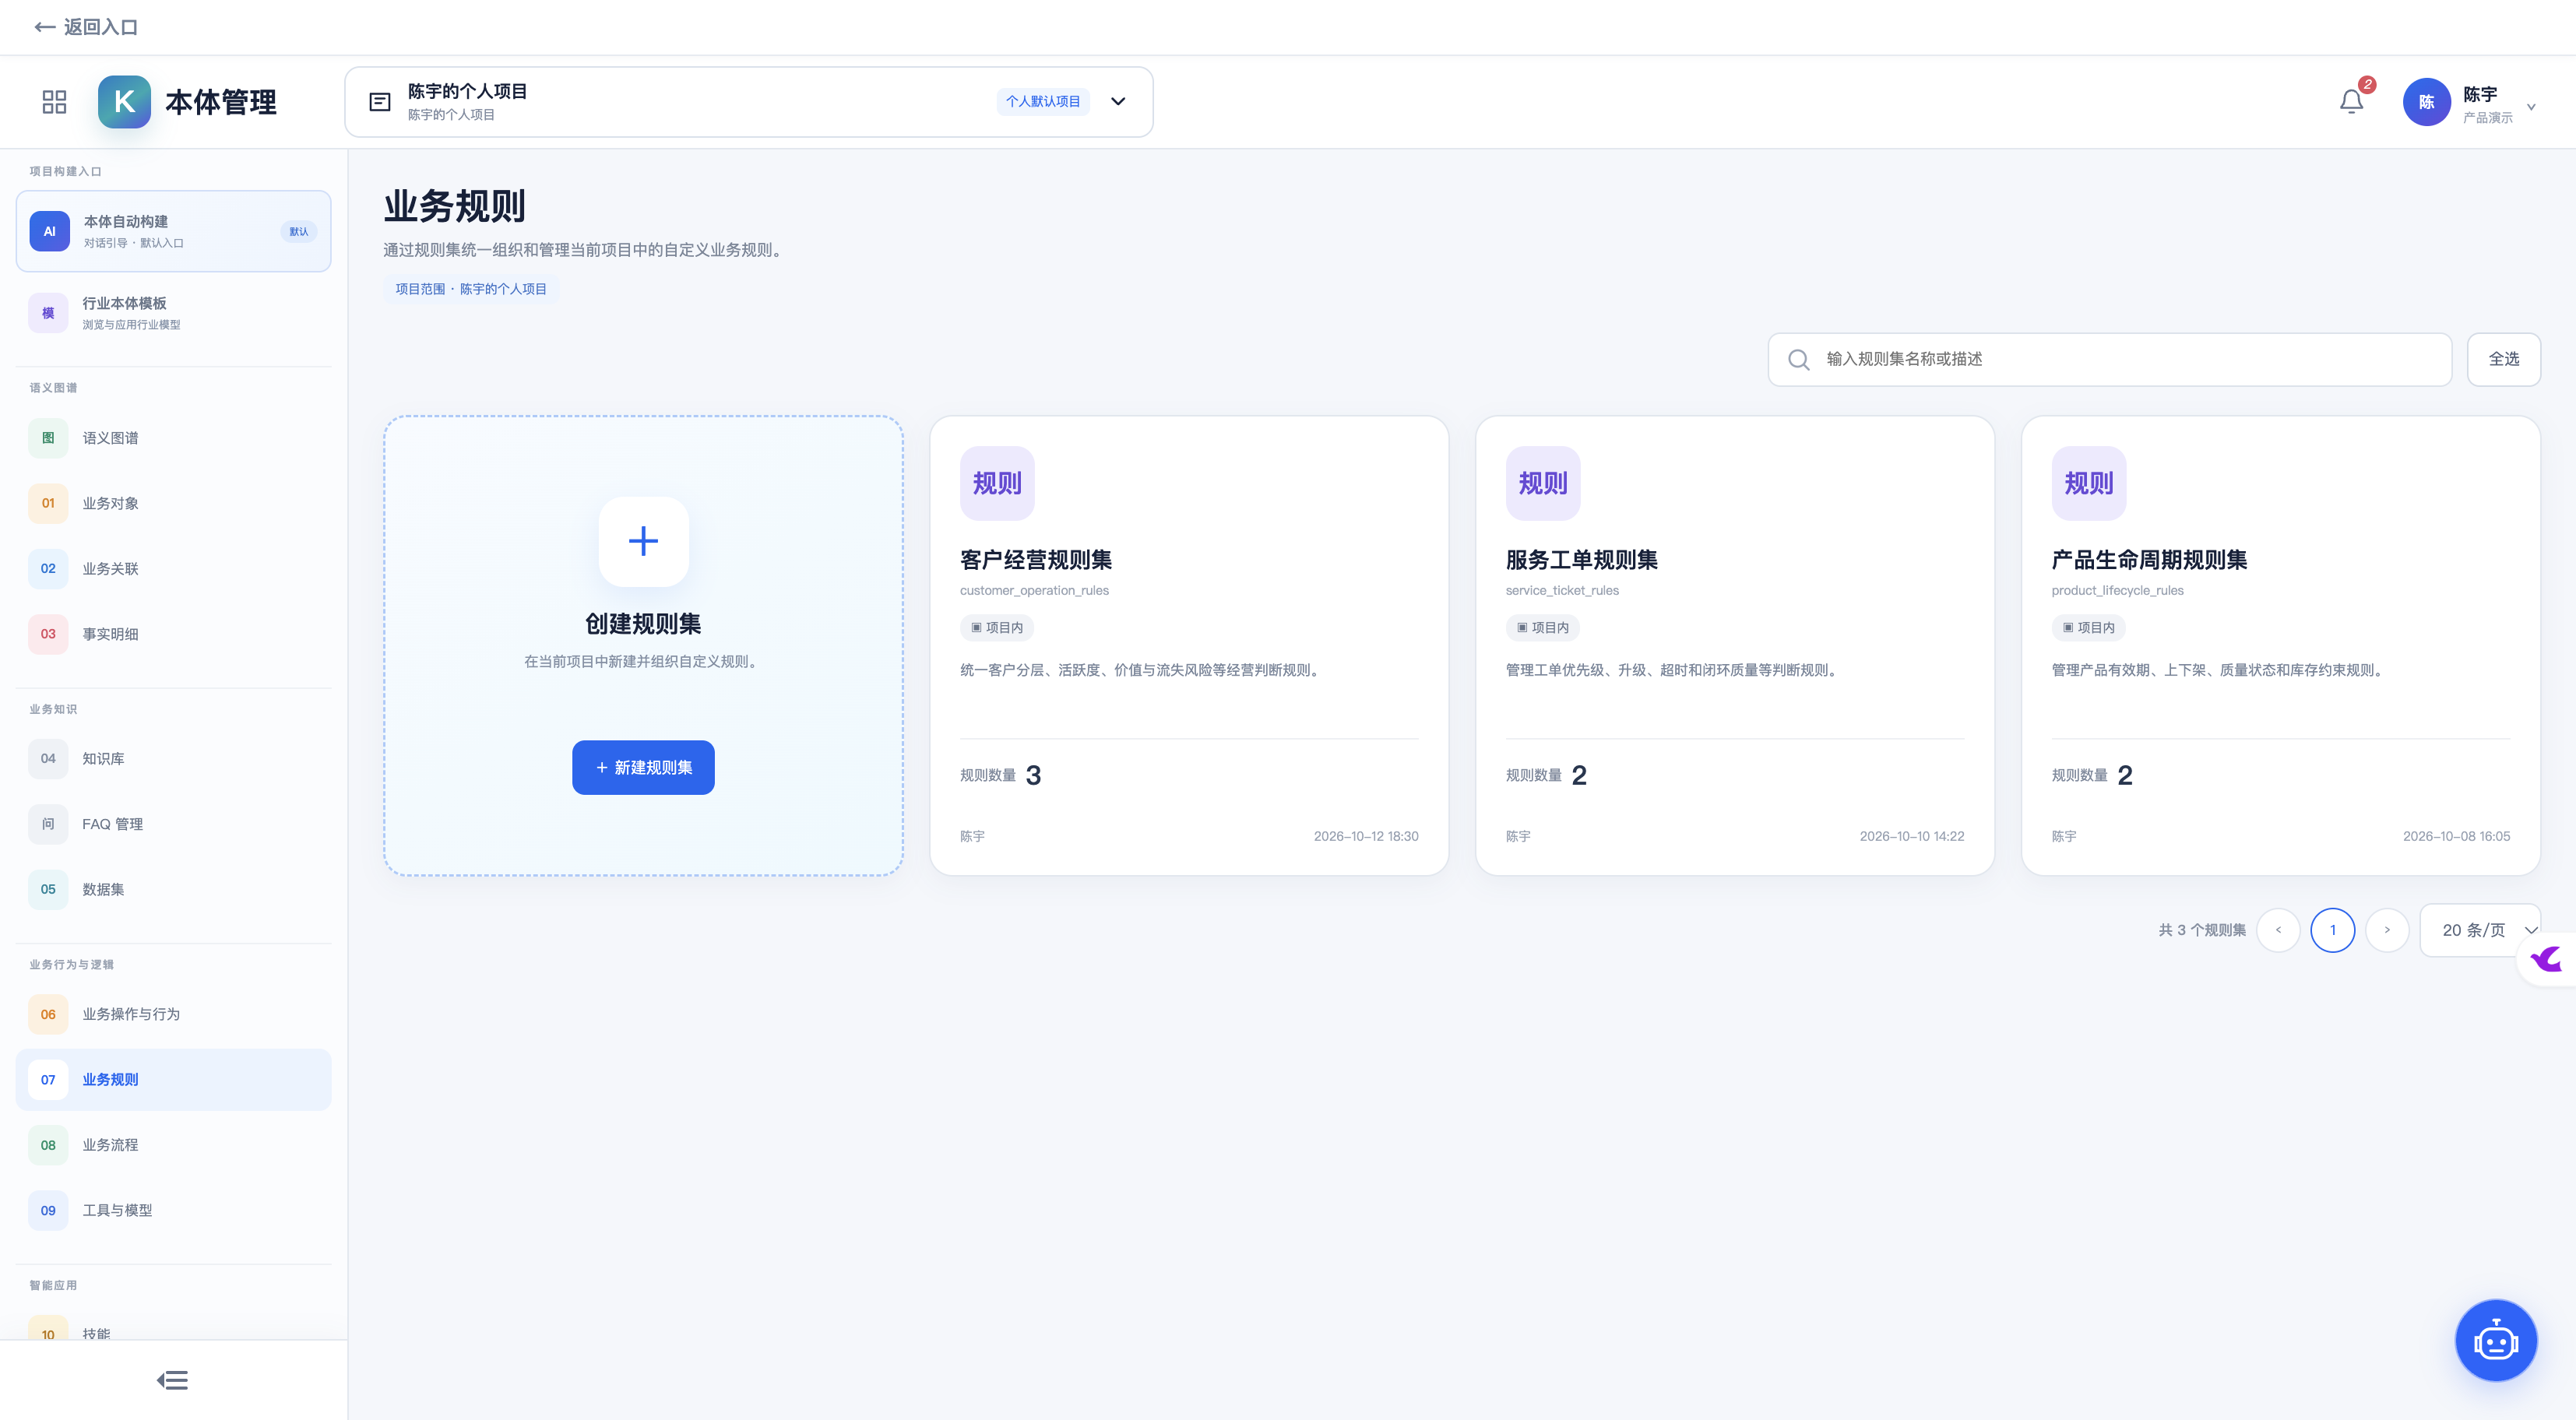 ← 返回入口
K 本体管理
陈宇的个人项目
陈宇的个人项目
个人默认项目
2
陈
陈宇
产品演示
项目构建入口
AI
本体自动构建
对话引导 · 默认入口
默认
模
行业本体模板
浏览与应用行业模型
语义图谱
图 语义图谱
01 业务对象
02 业务关联
03 事实明细
业务知识
04 知识库
问 FAQ 管理
05 数据集
业务行为与逻辑
06 业务操作与行为
07 业务规则
08 业务流程
09 工具与模型
智能应用
10 技能
业务规则
通过规则集统一组织和管理当前项目中的自定义业务规则。
项目范围 · 陈宇的个人项目
输入规则集名称或描述
全选
创建规则集
在当前项目中新建并组织自定义规则。
+ 新建规则集
规则
客户经营规则集
customer_operation_rules
▣ 项目内
统一客户分层、活跃度、价值与流失风险等经营判断规则。
规则数量 3
陈宇 2026-10-12 18:30
规则
服务工单规则集
service_ticket_rules
▣ 项目内
管理工单优先级、升级、超时和闭环质量等判断规则。
规则数量 2
陈宇 2026-10-10 14:22
规则
产品生命周期规则集
product_lifecycle_rules
▣ 项目内
管理产品有效期、上下架、质量状态和库存约束规则。
规则数量 2
陈宇 2026-10-08 16:05
共 3 个规则集 ‹ 1 › 20 条/页